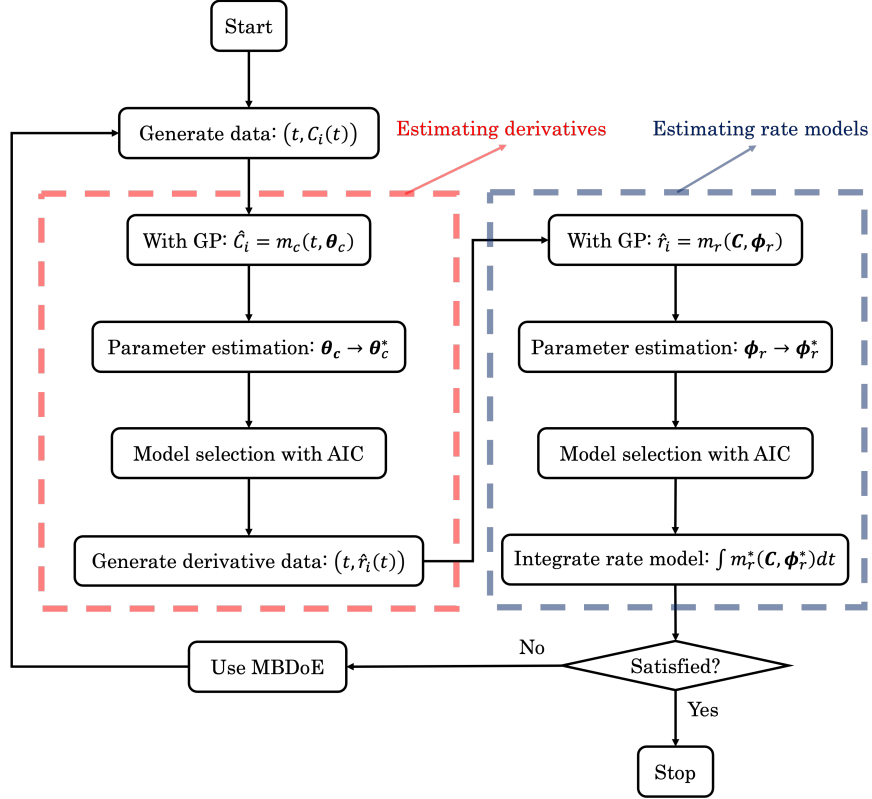 Start
Generate data: (t, C_i(t))
Estimating derivatives
Estimating rate models
With GP: Ĉ_i = m_c(t, θ_c)
Parameter estimation: θ_c → θ_c^*
Model selection with AIC
Generate derivative data: (t, r̂_i(t))
With GP: r̂_i = m_r(C, ϕ_r)
Parameter estimation: ϕ_r → ϕ_r^*
Model selection with AIC
Integrate rate model: ∫ m_r^*(C, ϕ_r^*)dt
Satisfied?
No
Use MBDoE
Yes
Stop